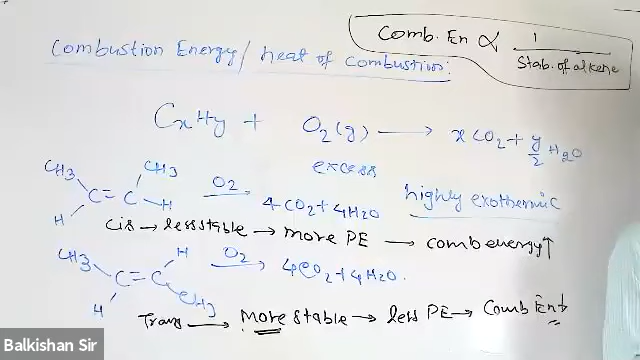 Comb. En ∝ 1 / Stab. of alkene
Combustion Energy / heat of combustion:
CxHy + O2(g) → x CO2 + y/2 H2O
excess
highly exothermic
CH3 CH3
C = C
H H
O2 → 4CO2 + 4H2O
Cis → less stable → more PE → comb energy ↑
CH3 H
C = C
H CH3
O2 → 4CO2 + 4H2O.
Trans → more stable → less PE → Comb En ↓
Balkishan Sir